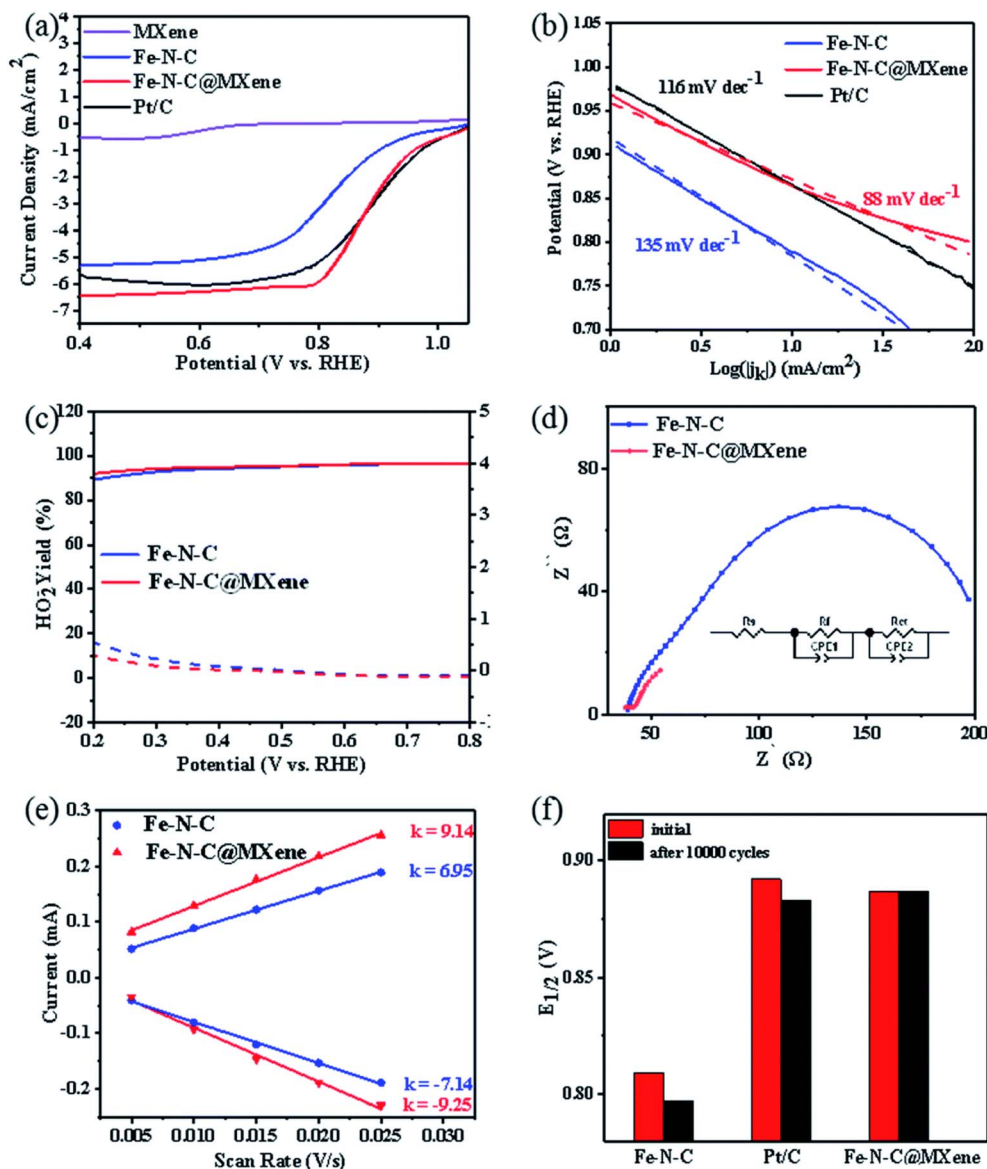 (a)
MXene
Fe-N-C
Fe-N-C@MXene
Pt/C
4
3
2
1
0
-1
-2
-3
-4
-5
-6
-7
Current Density (mA/cm²)
0.4
0.6
0.8
1.0
Potential (V vs. RHE)
(b)
Fe-N-C
Fe-N-C@MXene
Pt/C
116 mV dec⁻¹
88 mV dec⁻¹
135 mV dec⁻¹
1.05
1.00
0.95
0.90
0.85
0.80
0.75
0.70
Potential (V vs. RHE)
0.0
0.5
1.0
1.5
2.0
Log(|jk|) (mA/cm²)
(c)
120
100
80
60
40
20
0
-20
HO₂⁻ Yield (%)
5
4
3
2
1
0
Fe-N-C
Fe-N-C@MXene
0.2
0.3
0.4
0.5
0.6
0.7
0.8
Potential (V vs. RHE)
(d)
Fe-N-C
Fe-N-C@MXene
80
40
0
Z`` (Ω)
Rs
Rf
CPE1
Rct
CPE2
50
100
150
200
Z` (Ω)
(e)
Fe-N-C
Fe-N-C@MXene
k = 9.14
k = 6.95
k = -7.14
k = -9.25
0.3
0.2
0.1
0.0
-0.1
-0.2
Current (mA)
0.005
0.010
0.015
0.020
0.025
0.030
Scan Rate (V/s)
(f)
initial
after 10000 cycles
0.90
0.85
0.80
E1/2 (V)
Fe-N-C
Pt/C
Fe-N-C@MXene